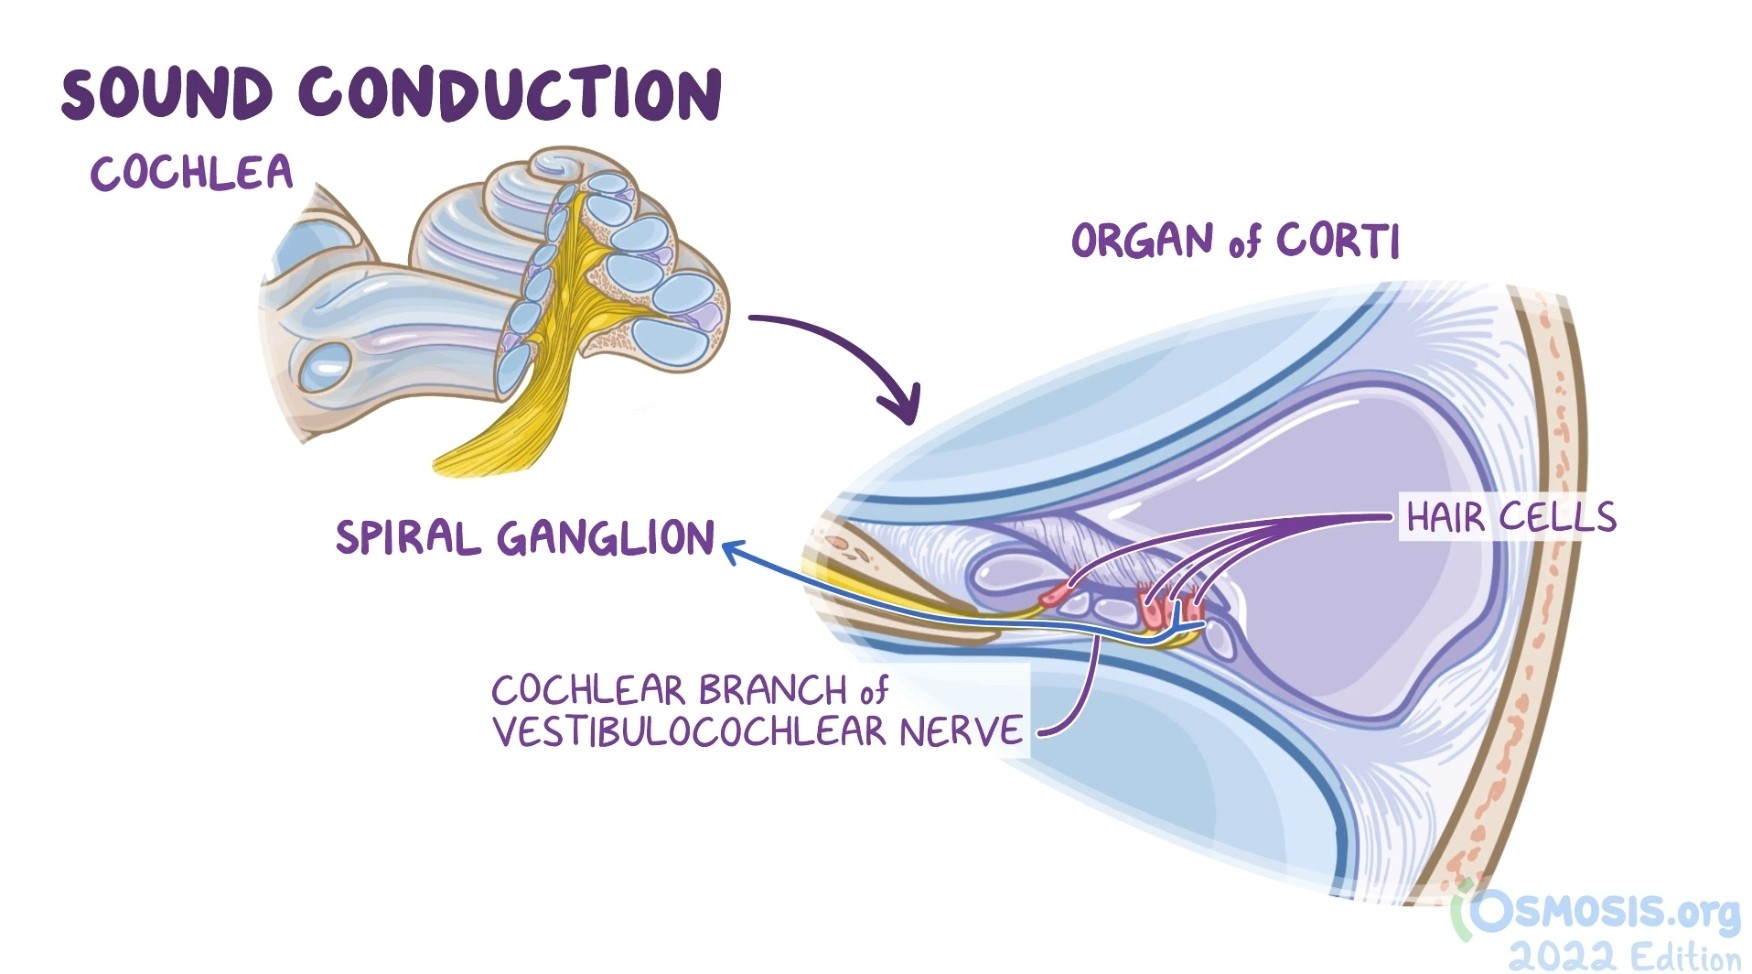 SOUND CONDUCTION
COCHLEA
ORGAN of CORTI
HAIR CELLS
SPIRAL GANGLION
COCHLEAR BRANCH of
VESTIBULOCOCHLEAR NERVE
OSMOSIS.org
2022 Edition